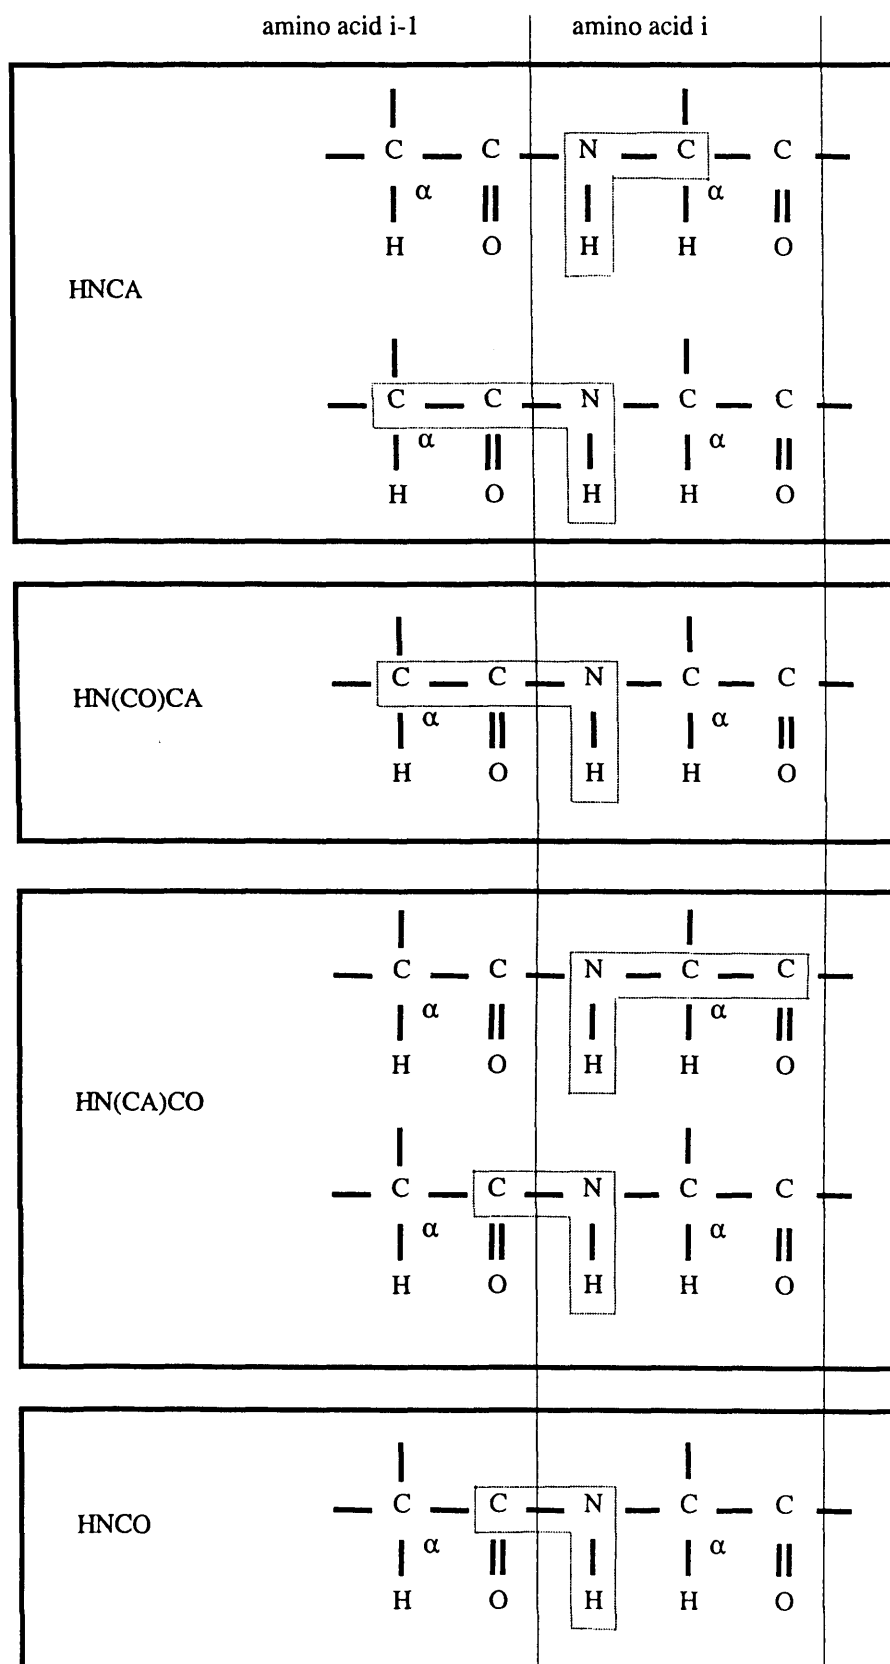 amino acid i-1 amino acid i
C C N C C
α α
H O H H O
HNCA
C C N C C
α α
H O H H O
C C N C C
HN(CO)CA
α α
H O H H O
C C N C C
α α
H O H H O
HN(CA)CO
C C N C C
α α
H O H H O
C C N C C
HNCO
α α
H O H H O